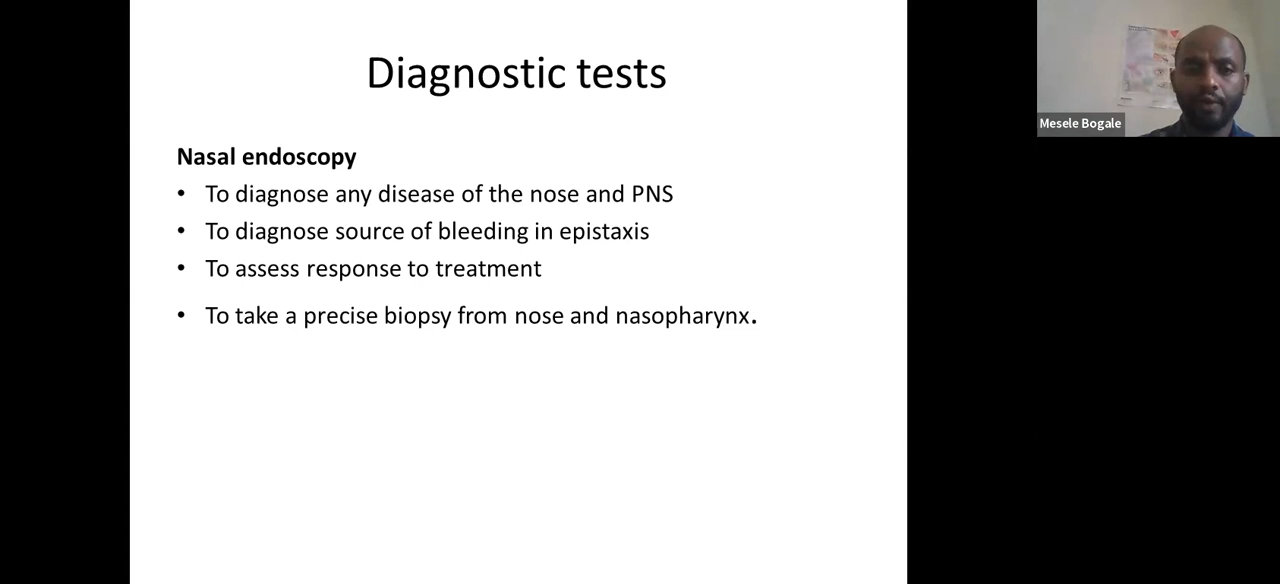 Diagnostic tests
Nasal endoscopy
• To diagnose any disease of the nose and PNS
• To diagnose source of bleeding in epistaxis
• To assess response to treatment
• To take a precise biopsy from nose and nasopharynx.
Mesele Bogale